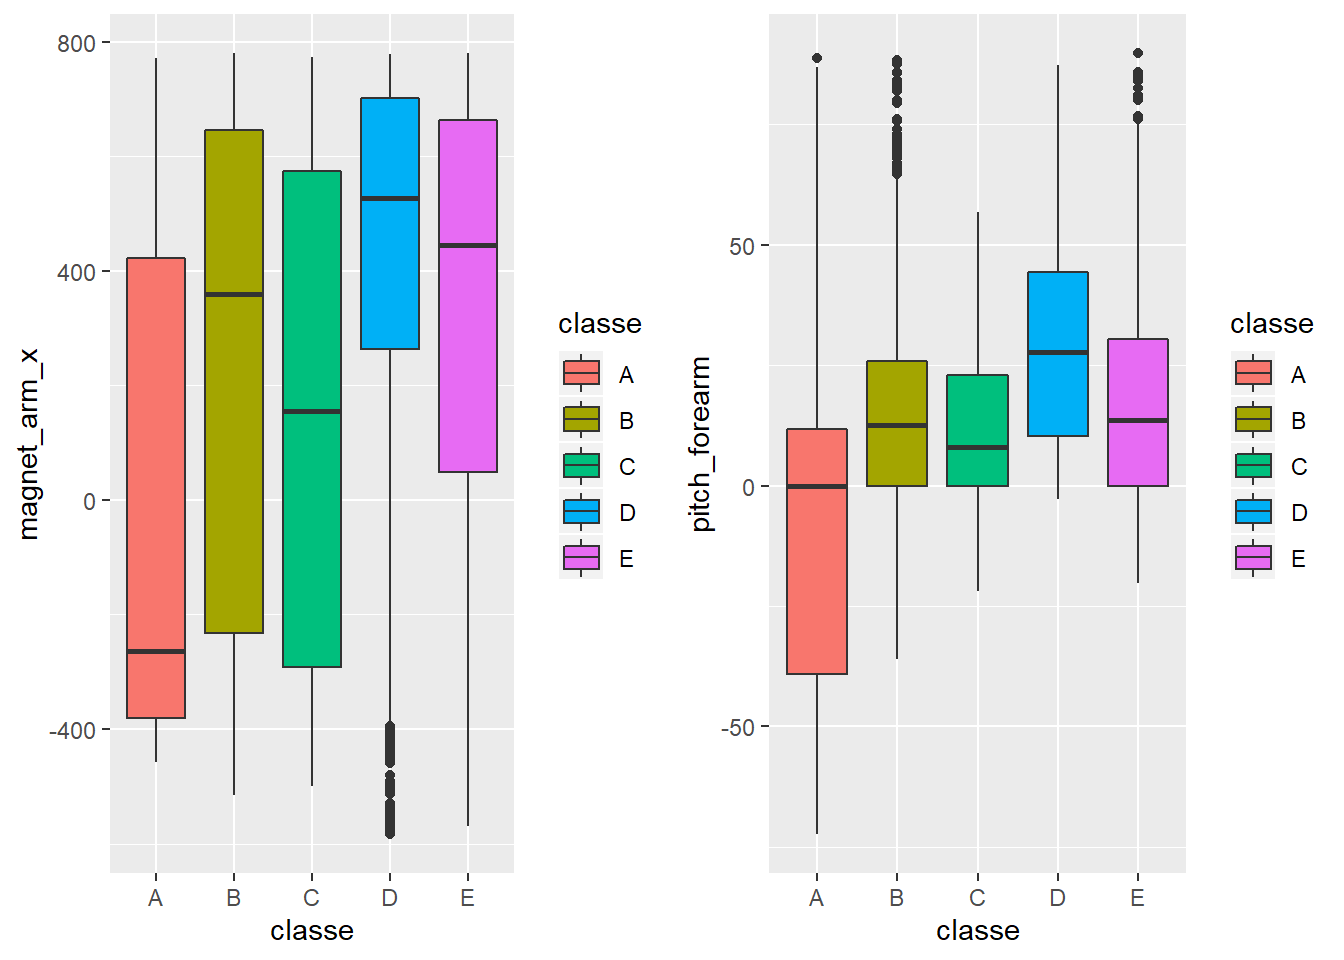 magnet_arm_x
800
400
0
-400
A B C D E
classe
classe
A
B
C
D
E
pitch_forearm
50
0
-50
A B C D E
classe
classe
A
B
C
D
E